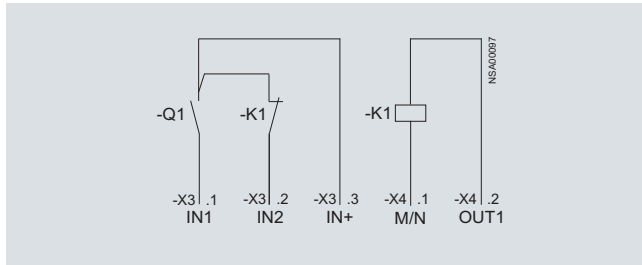 NSA00097
-Q1 -K1 -K1
-X3 .1 -X3 .2 -X3 .3 -X4 .1 -X4 .2
IN1 IN2 IN+ M/N OUT1